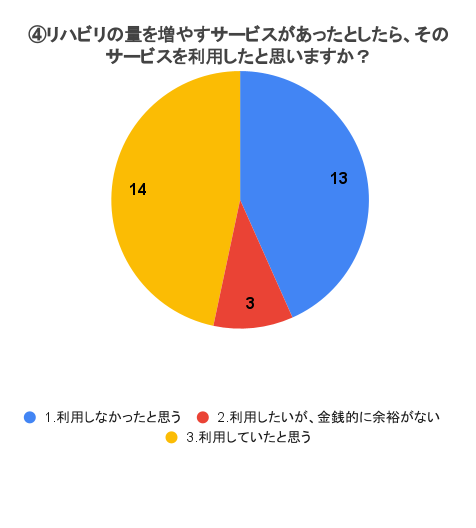 ④リハビリの量を増やすサービスがあったとしたら、その
サービスを利用したと思いますか？
13
14
3
1.利用しなかったと思う
2.利用したいが、金銭的に余裕がない
3.利用していたと思う